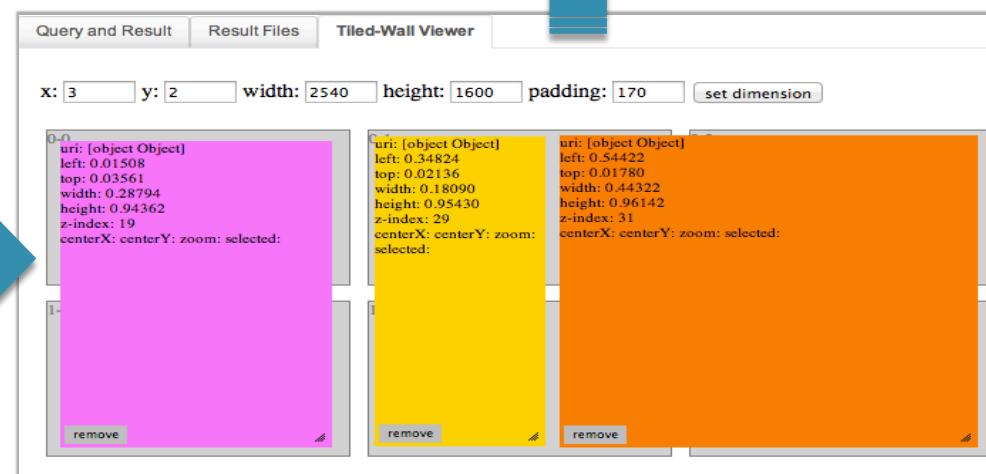 Query and Result Result Files Tiled-Wall Viewer
x: 3 y: 2 width: 2540 height: 1600 padding: 170 set dimension
0-0
uri: [object Object]
left: 0.01508
top: 0.03561
width: 0.28794
height: 0.94362
z-index: 19
centerX: centerY: zoom: selected:
remove
uri: [object Object]
left: 0.34824
top: 0.02136
width: 0.18090
height: 0.95430
z-index: 29
centerX: centerY: zoom:
selected:
remove
uri: [object Object]
left: 0.54422
top: 0.01780
width: 0.44322
height: 0.96142
z-index: 31
centerX: centerY: zoom: selected:
remove